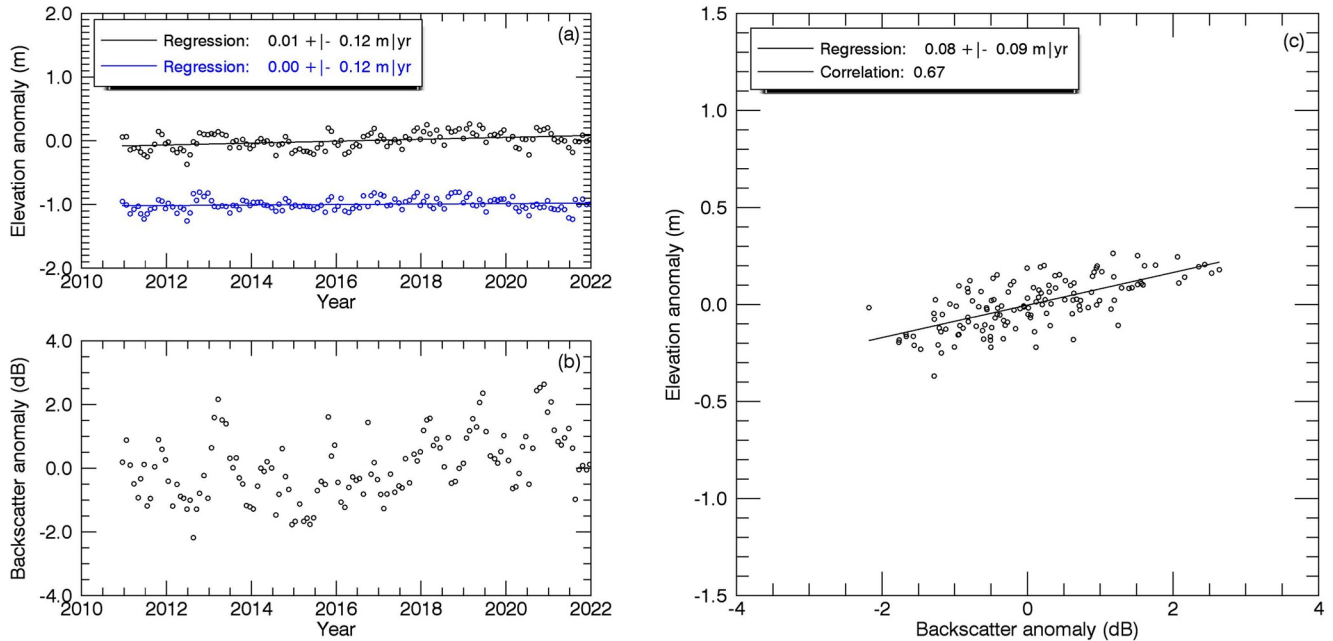 2.0
1.0
0.0
-1.0
-2.0
Elevation anomaly (m)
Regression: 0.01 +|- 0.12 m|yr
Regression: 0.00 +|- 0.12 m|yr
(a)
2010 2012 2014 2016 2018 2020 2022
Year
4.0
2.0
0.0
-2.0
-4.0
Backscatter anomaly (dB)
(b)
2010 2012 2014 2016 2018 2020 2022
Year
1.5
1.0
0.5
0.0
-0.5
-1.0
-1.5
Elevation anomaly (m)
Regression: 0.08 +|- 0.09 m|yr
Correlation: 0.67
(c)
-4 -2 0 2 4
Backscatter anomaly (dB)